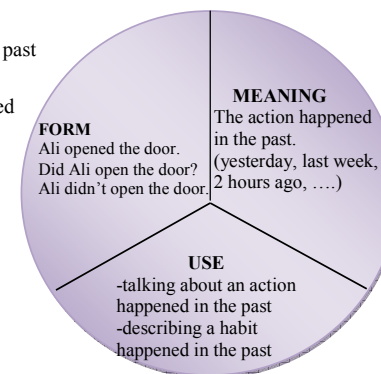 past
ed
FORM
Ali opened the door.
Did Ali open the door?
Ali didn’t open the door.
MEANING
The action happened
in the past.
(yesterday, last week,
2 hours ago, ….)
USE
-talking about an action
happened in the past
-describing a habit
happened in the past